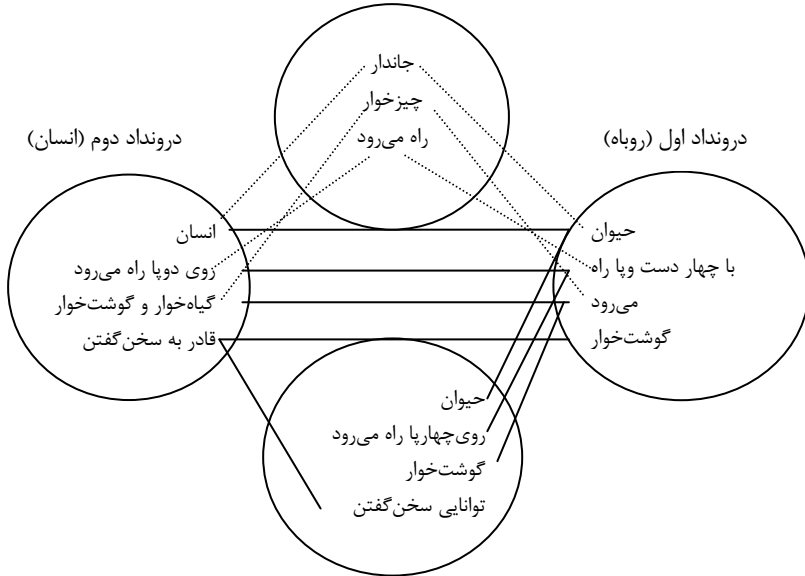 جاندار
چیزخوار
راه می‌رود
درونداد اول (روباه)
حیوان
با چهار دست وپا راه
می‌رود
گوشت‌خوار
درونداد دوم (انسان)
انسان
روی دوپا راه می‌رود
گیاه‌خوار و گوشت‌خوار
قادر به سخن‌گفتن
حیوان
روی‌چهارپا راه می‌رود
گوشت‌خوار
توانایی سخن‌گفتن